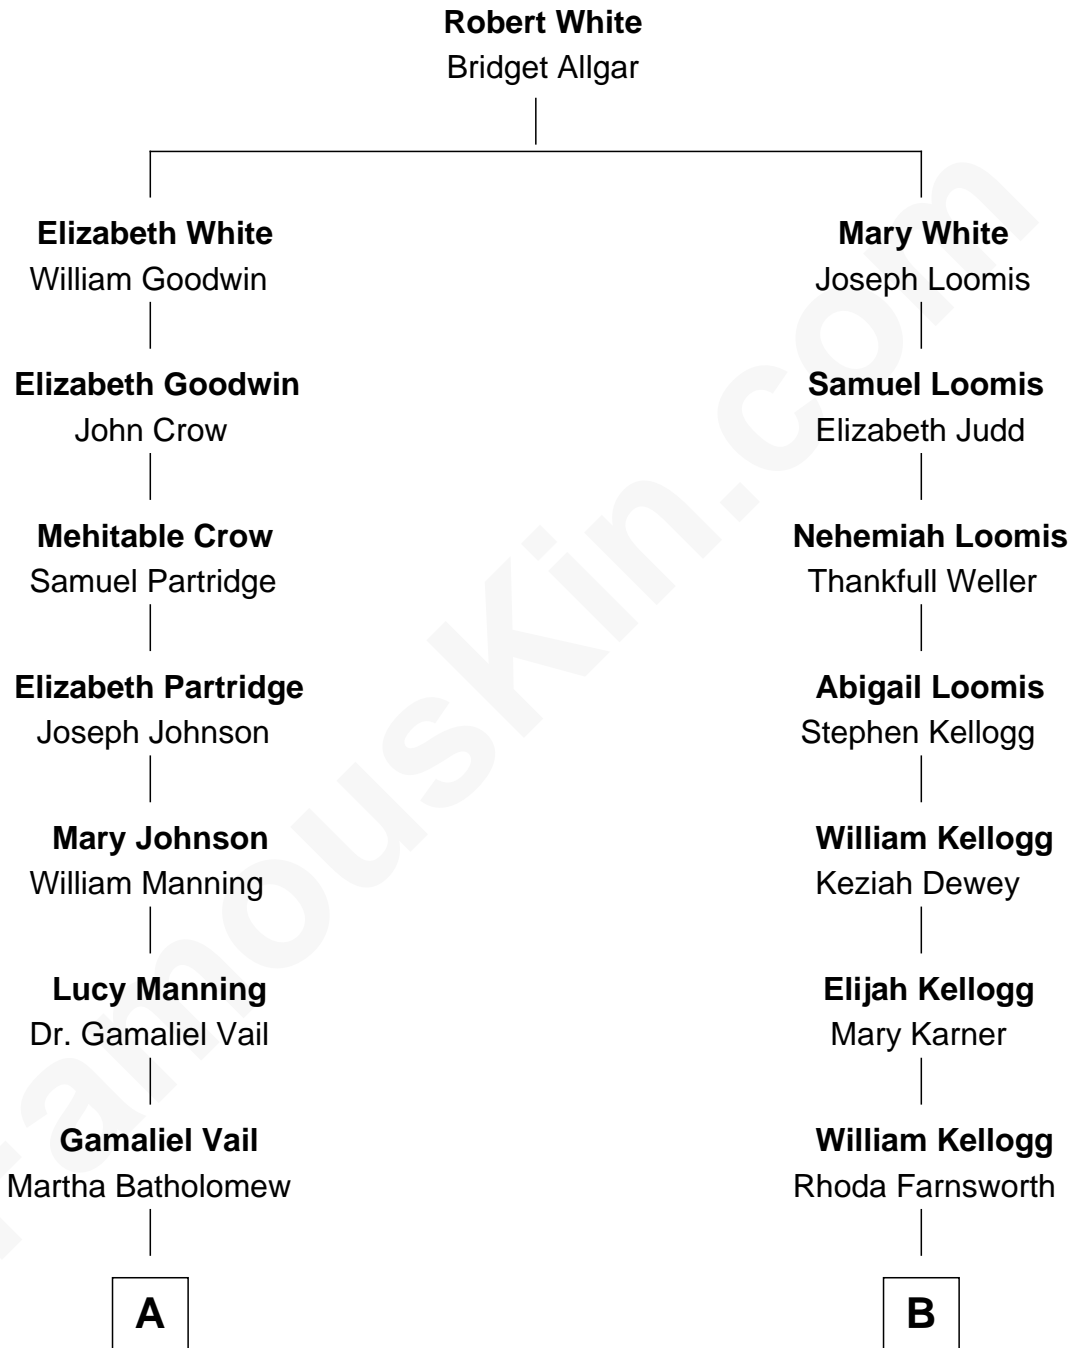 Robert White
Bridget Allgar
Elizabeth White
William Goodwin
Mary White
Joseph Loomis
Elizabeth Goodwin
John Crow
Samuel Loomis
Elizabeth Judd
Mehitable Crow
Samuel Partridge
Nehemiah Loomis
Thankfull Weller
Elizabeth Partridge
Joseph Johnson
Abigail Loomis
Stephen Kellogg
Mary Johnson
William Manning
William Kellogg
Keziah Dewey
Lucy Manning
Dr. Gamaliel Vail
Elijah Kellogg
Mary Karner
Gamaliel Vail
Martha Batholomew
William Kellogg
Rhoda Farnsworth
A
B
FamousKin.com